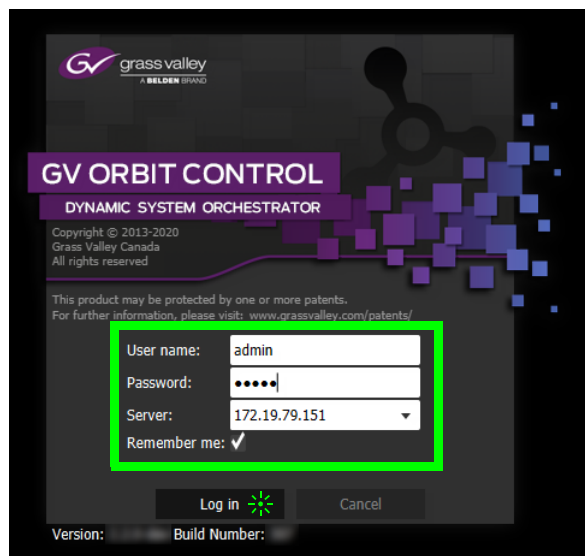 GV grass valley
A BELDEN BRAND
GV ORBIT CONTROL
DYNAMIC SYSTEM ORCHESTRATOR
Copyright © 2013-2020
Grass Valley Canada
All rights reserved
This product may be protected by one or more patents.
For further information, please visit: www.grassvalley.com/patents/
User name: admin
Password: •••••
Server: 172.19.79.151
Remember me:
Log in Cancel
Version: Build Number: